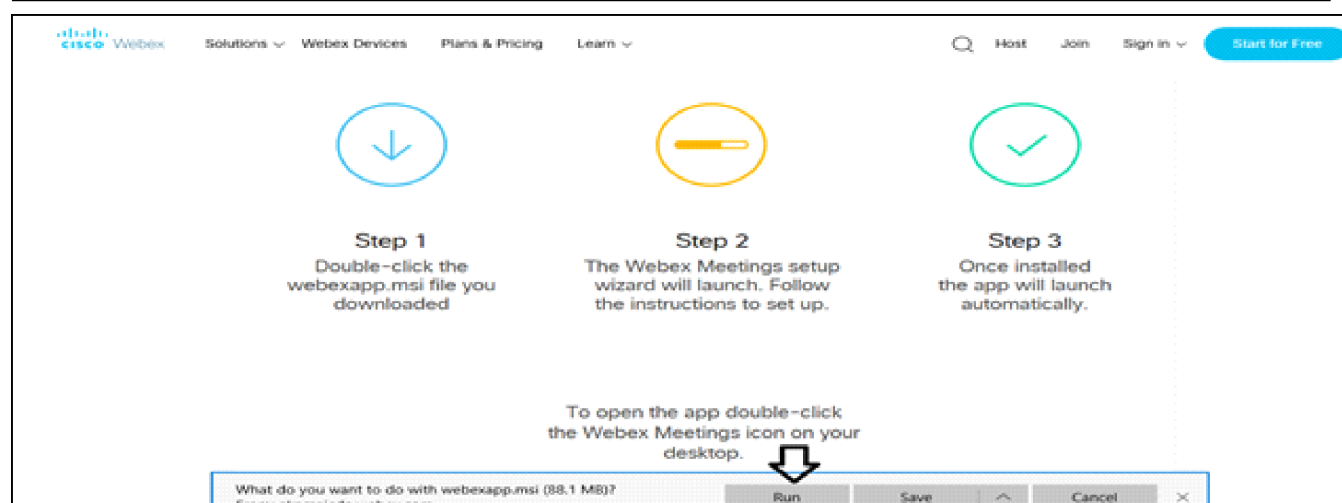 cisco Webex Solutions Webex Devices Plans & Pricing Learn Host Join Sign in Start for Free
Step 1
Double-click the
webexapp.msi file you
downloaded
Step 2
The Webex Meetings setup
wizard will launch. Follow
the instructions to set up.
Step 3
Once installed
the app will launch
automatically.
To open the app double-click
the Webex Meetings icon on your
desktop.
What do you want to do with webexapp.msi (88.1 MB)?
Run Save Cancel